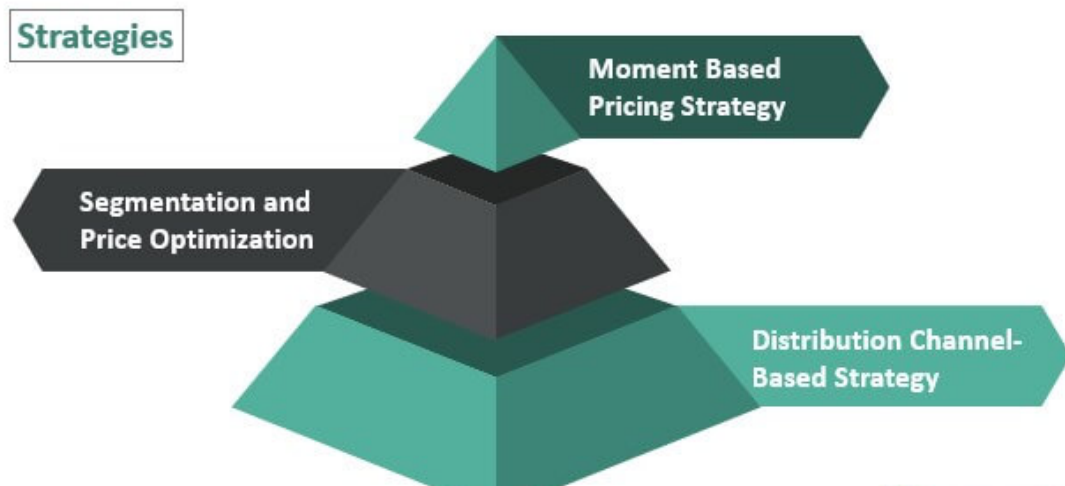 Strategies
Moment Based
Pricing Strategy
Segmentation and
Price Optimization
Distribution Channel-
Based Strategy